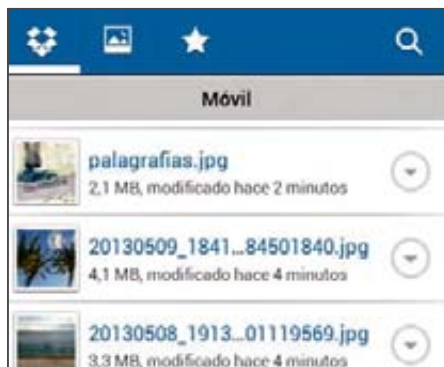 Móvil
palagrafias.jpg
2,1 MB, modificado hace 2 minutos
20130509_1841...84501840.jpg
4,1 MB, modificado hace 4 minutos
20130508_1913...01119569.jpg
3,3 MB, modificado hace 4 minutos